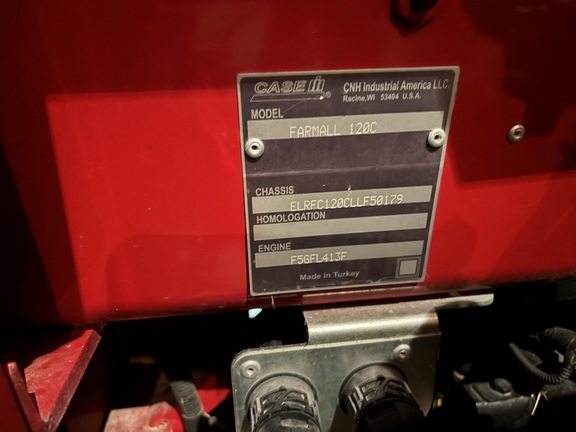 CASE IH ®
CNH Industrial America LLC.
Racine,WI 53404 U.S.A.
MODEL
FARMALL 120C
CHASSIS
ELRFC120CLLF50179
HOMOLOGATION
ENGINE
F5GFL413F
Made in Turkey